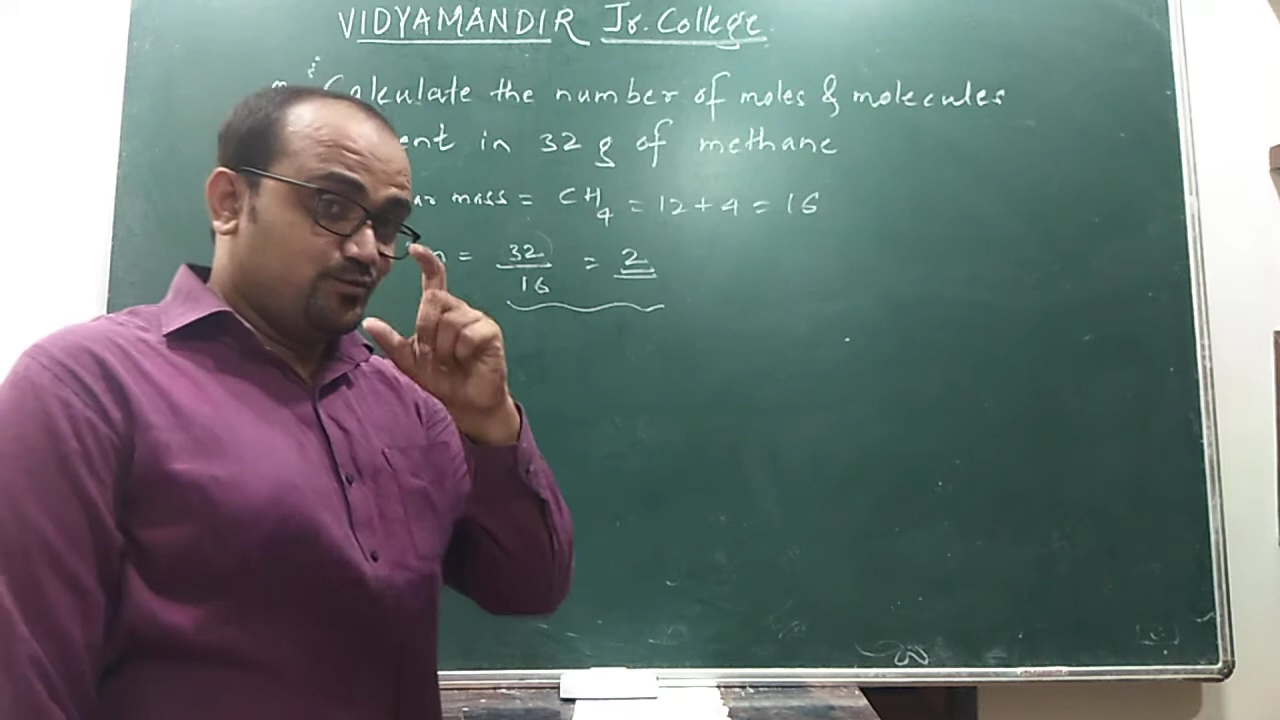 VIDYAMANDIR Jr. College
Calculate the number of moles & molecules
in 32 g of methane
mass = CH4 = 12 + 4 = 16
n = 32/16 = 2